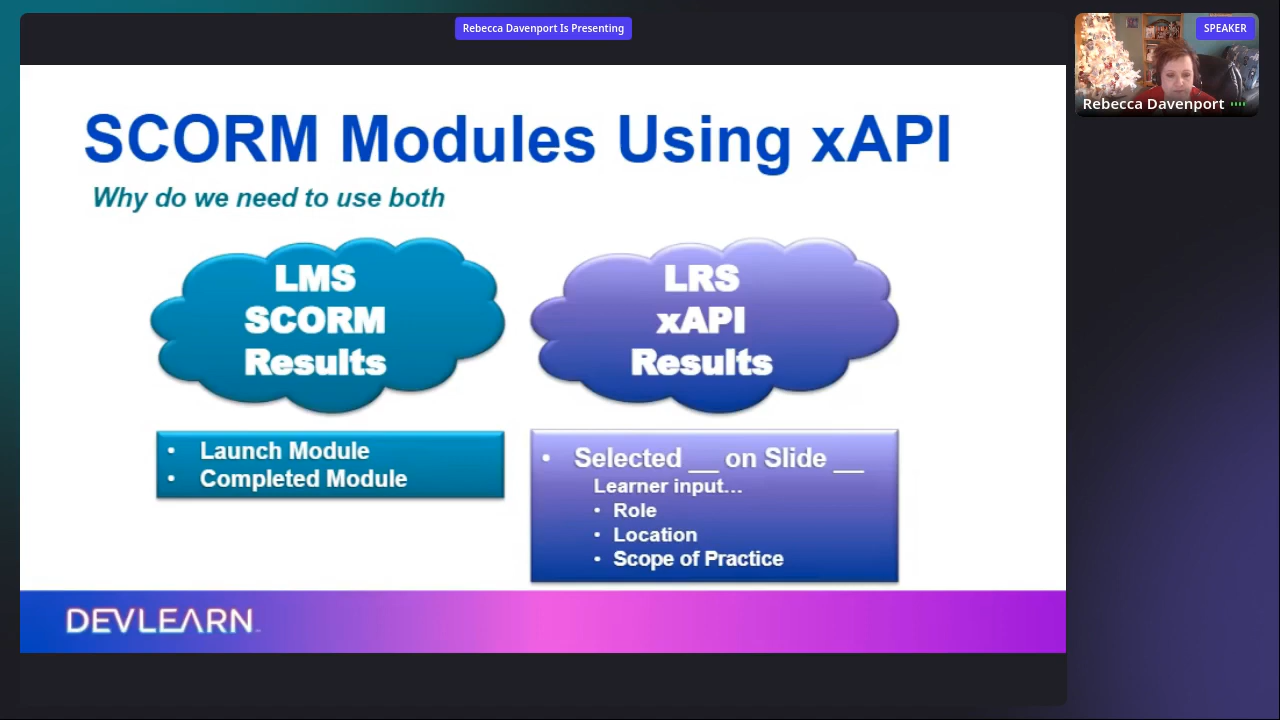 Rebecca Davenport Is Presenting
SPEAKER
Rebecca Davenport
SCORM Modules Using xAPI
Why do we need to use both
LMS
SCORM
Results
LRS
xAPI
Results
• Launch Module
• Completed Module
• Selected __ on Slide __
Learner input...
• Role
• Location
• Scope of Practice
DEVLEARN